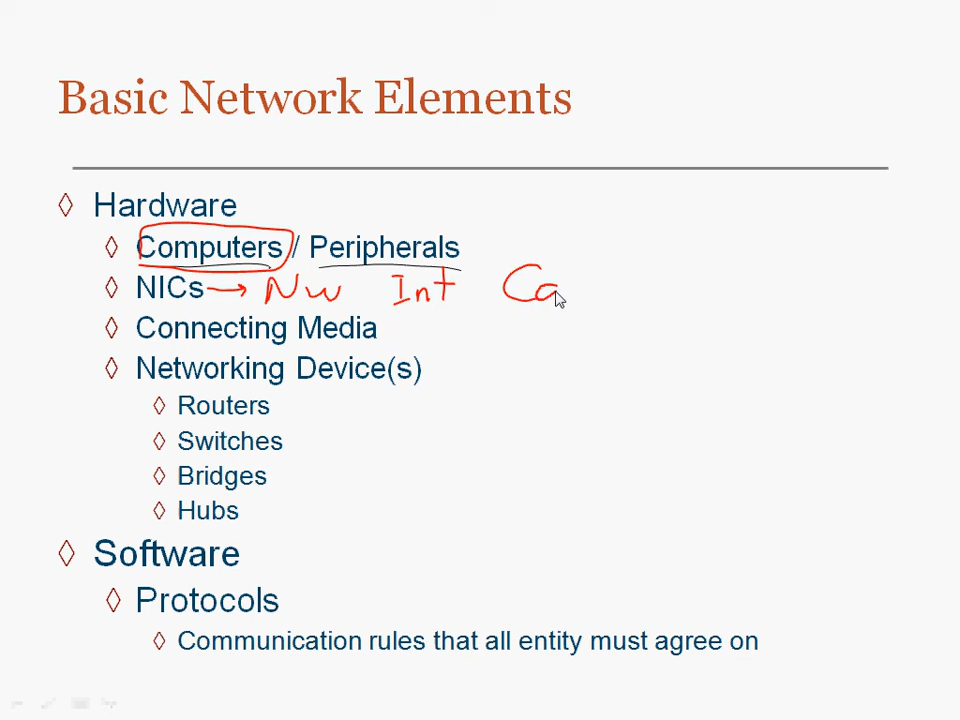 Basic Network Elements
◊ Hardware
◊ Computers / Peripherals
◊ NICs → Nw Int Ca
◊ Connecting Media
◊ Networking Device(s)
◊ Routers
◊ Switches
◊ Bridges
◊ Hubs
◊ Software
◊ Protocols
◊ Communication rules that all entity must agree on